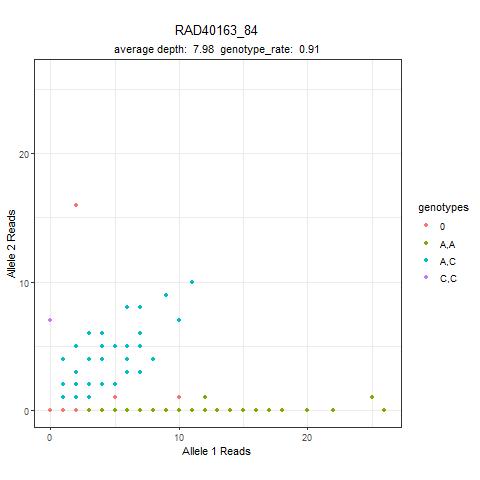 RAD40163_84
average depth: 7.98 genotype_rate: 0.91
Allele 2 Reads
20
10
0
0
10
20
Allele 1 Reads
genotypes
0
A,A
A,C
C,C